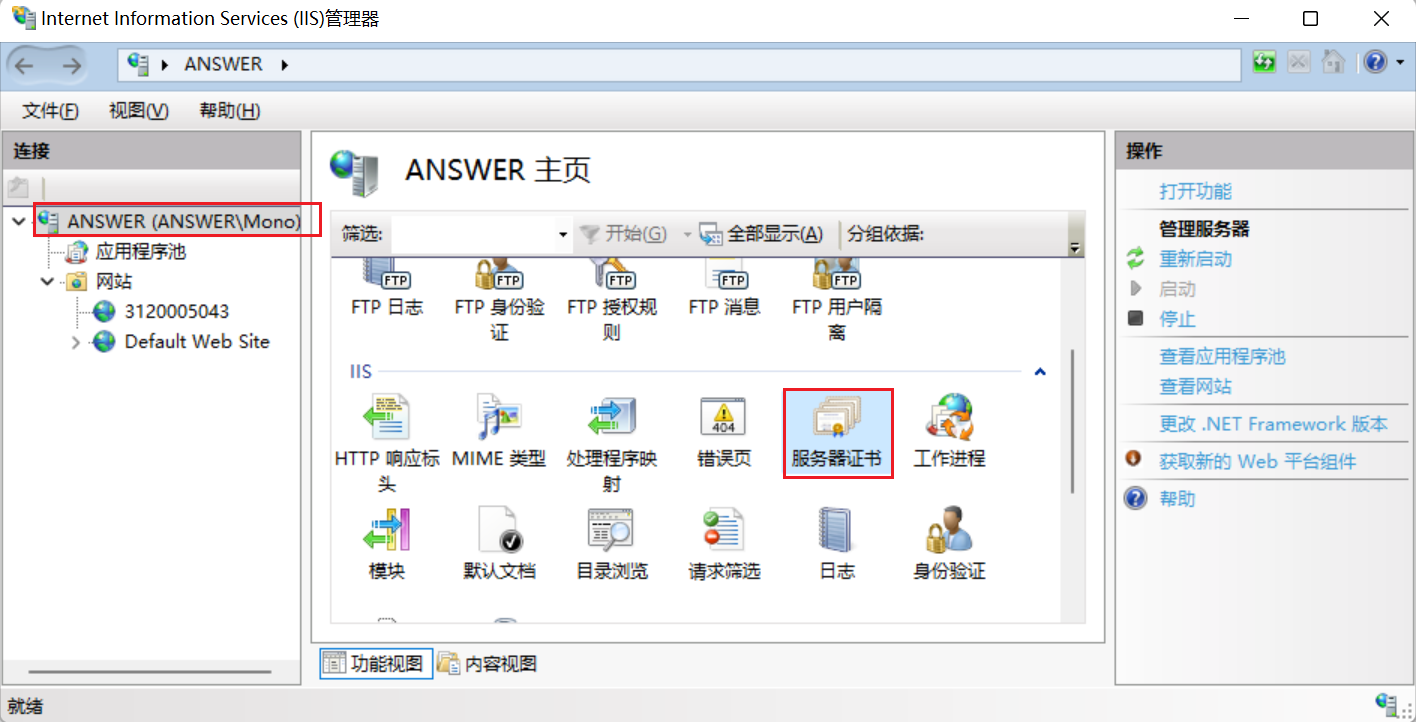 Internet Information Services (IIS)管理器
ANSWER
文件(F) 视图(V) 帮助(H)
连接
ANSWER (ANSWER\Mono)
应用程序池
网站
3120005043
Default Web Site
ANSWER 主页
筛选: 开始(G) 全部显示(A) 分组依据:
FTP FTP FTP FTP FTP
FTP 日志 FTP 身份验证 FTP 授权规则 FTP 消息 FTP 用户隔离
IIS
404
HTTP 响应标头 MIME 类型 处理程序映射 错误页 服务器证书 工作进程
模块 默认文档 目录浏览 请求筛选 日志 身份验证
功能视图 内容视图
操作
打开功能
管理服务器
重新启动
启动
停止
查看应用程序池
查看网站
更改 .NET Framework 版本
获取新的 Web 平台组件
帮助
就绪